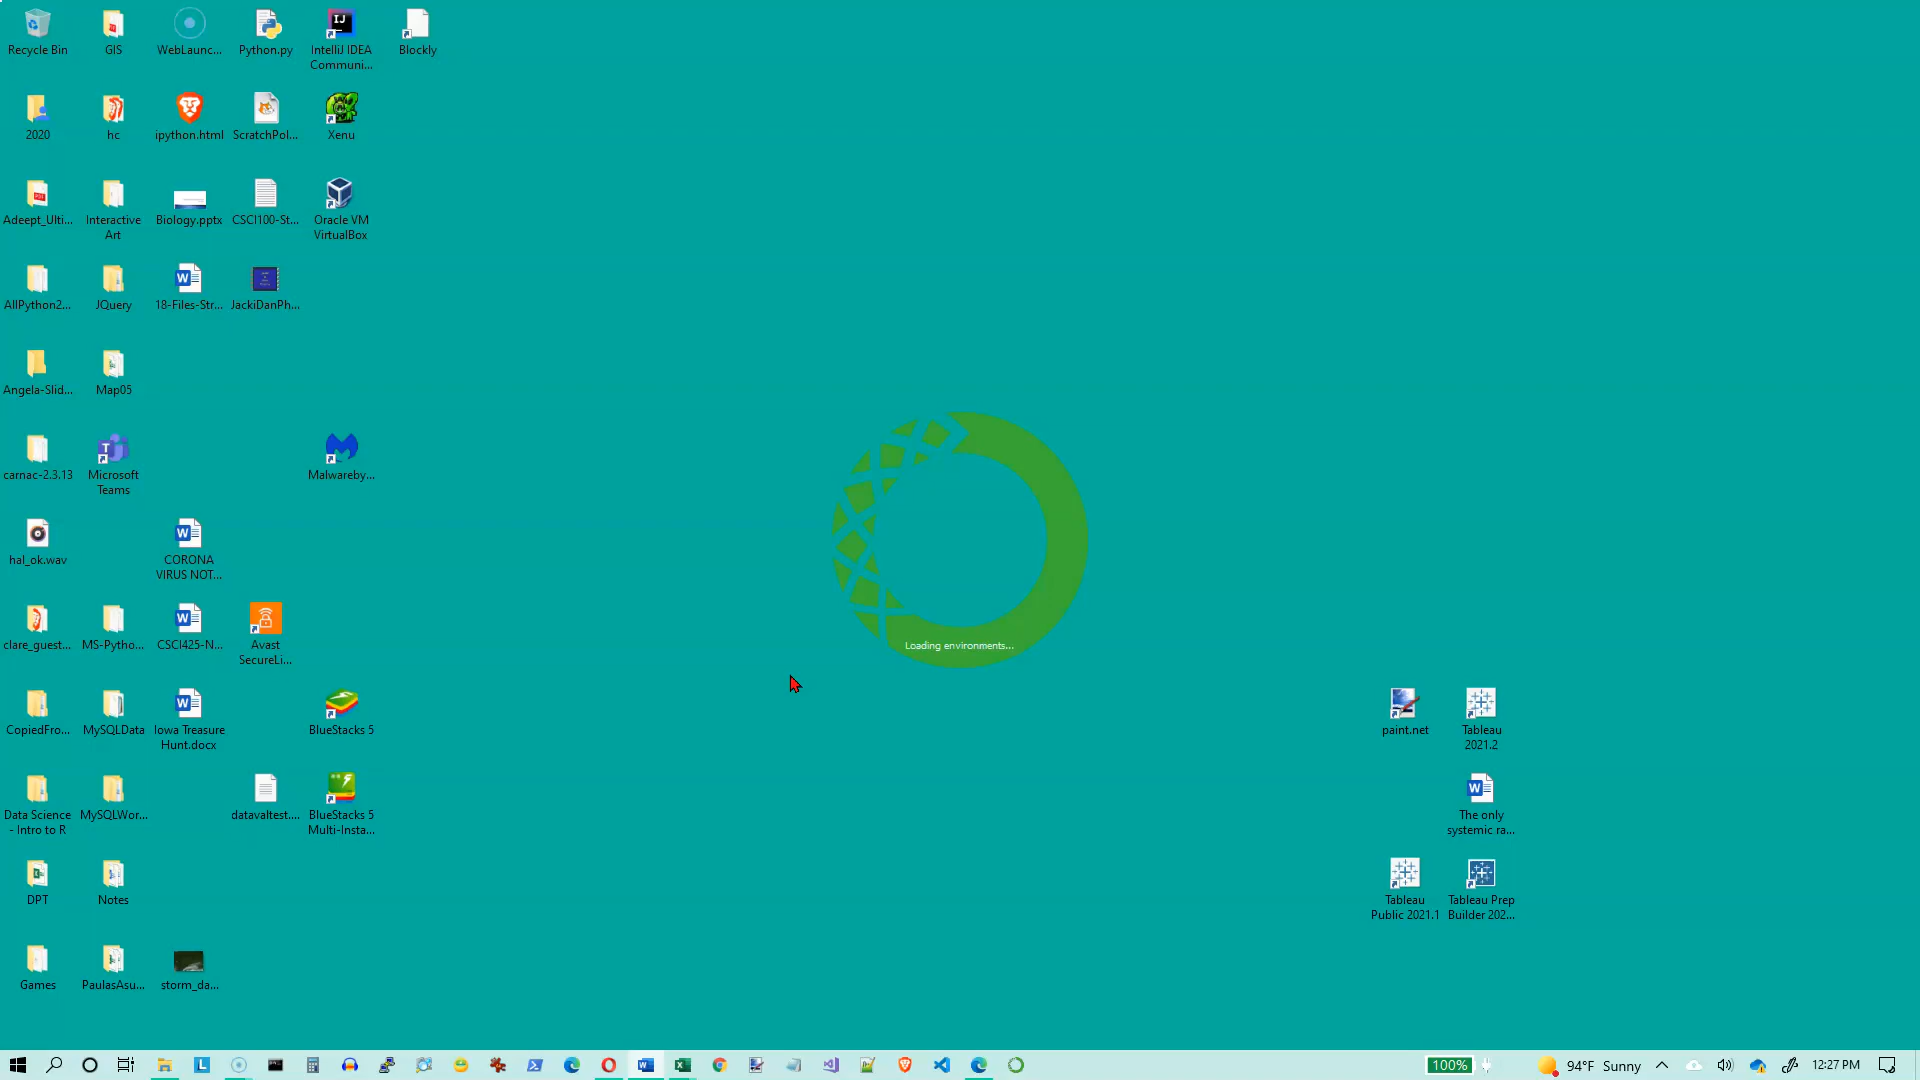 Recycle Bin
GIS
WebLaunc...
Python.py
IntelliJ IDEA
Communi...
Blockly
2020
hc
ipython.html
ScratchPol...
Xenu
Adeept_Ulti...
Interactive
Art
Biology.pptx
CSCI100-St...
Oracle VM
VirtualBox
AllPython2...
JQuery
18-Files-Str...
JackiDanPh...
Angela-Slid...
Map05
carnac-2.3.13
Microsoft
Teams
Malwareby...
hal_ok.wav
CORONA
VIRUS NOT...
clare_guest...
MS-Pytho...
CSCI425-N...
Avast
SecureLi...
Loading environments...
CopiedFro...
MySQLData
Iowa Treasure
Hunt.docx
BlueStacks 5
paint.net
Tableau
2021.2
Data Science
- Intro to R
MySQLWor...
datavaltest....
BlueStacks 5
Multi-Insta...
The only
systemic ra...
DPT
Notes
Tableau
Public 2021.1
Tableau Prep
Builder 202...
Games
PaulasAsu...
storm_da...
100%
94°F Sunny
12:27 PM